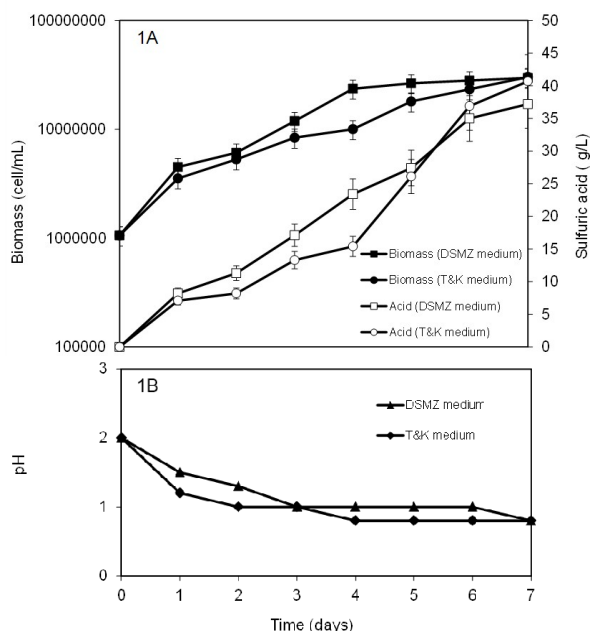 1A
100000000
10000000
1000000
100000
Biomass (cell/mL)
50
45
40
35
30
25
20
15
10
5
0
Sulfuric acid ( g/L)
Biomass (DSMZ medium)
Biomass (T&K medium)
Acid (DSMZ medium)
Acid (T&K medium)
1B
3
2
1
0
pH
DSMZ medium
T&K medium
0 1 2 3 4 5 6 7
Time (days)